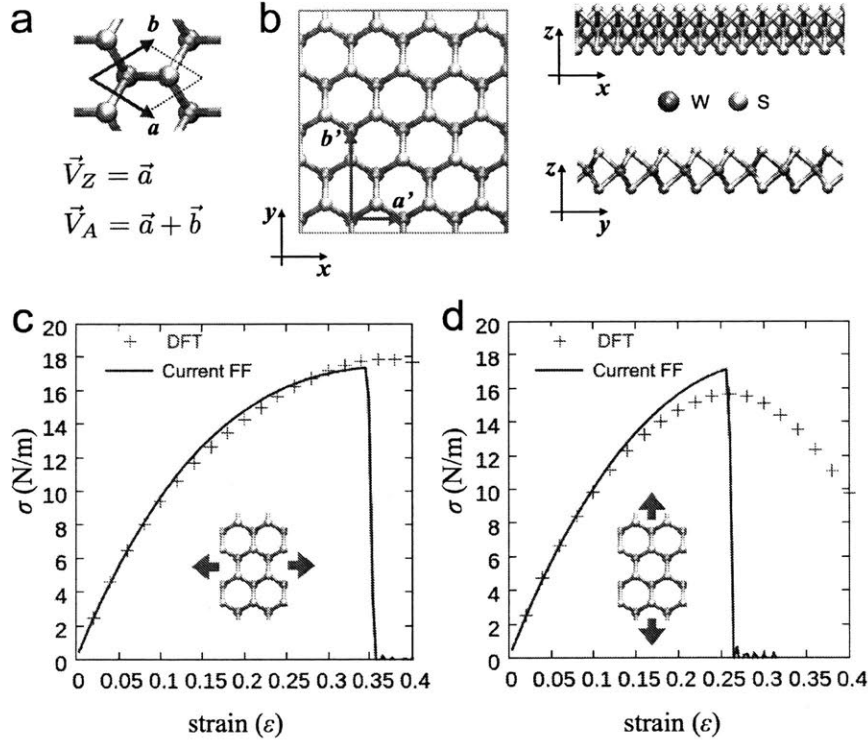 a
b
a
V⃗_Z = a⃗
V⃗_A = a⃗ + b⃗
b
b'
a'
y
x
z
x
W S
z
y
c
20
18
16
14
12
10
8
6
4
2
0
σ (N/m)
DFT
Current FF
0 0.05 0.1 0.15 0.2 0.25 0.3 0.35 0.4
strain (ε)
d
20
18
16
14
12
10
8
6
4
2
0
σ (N/m)
DFT
Current FF
0 0.05 0.1 0.15 0.2 0.25 0.3 0.35 0.4
strain (ε)